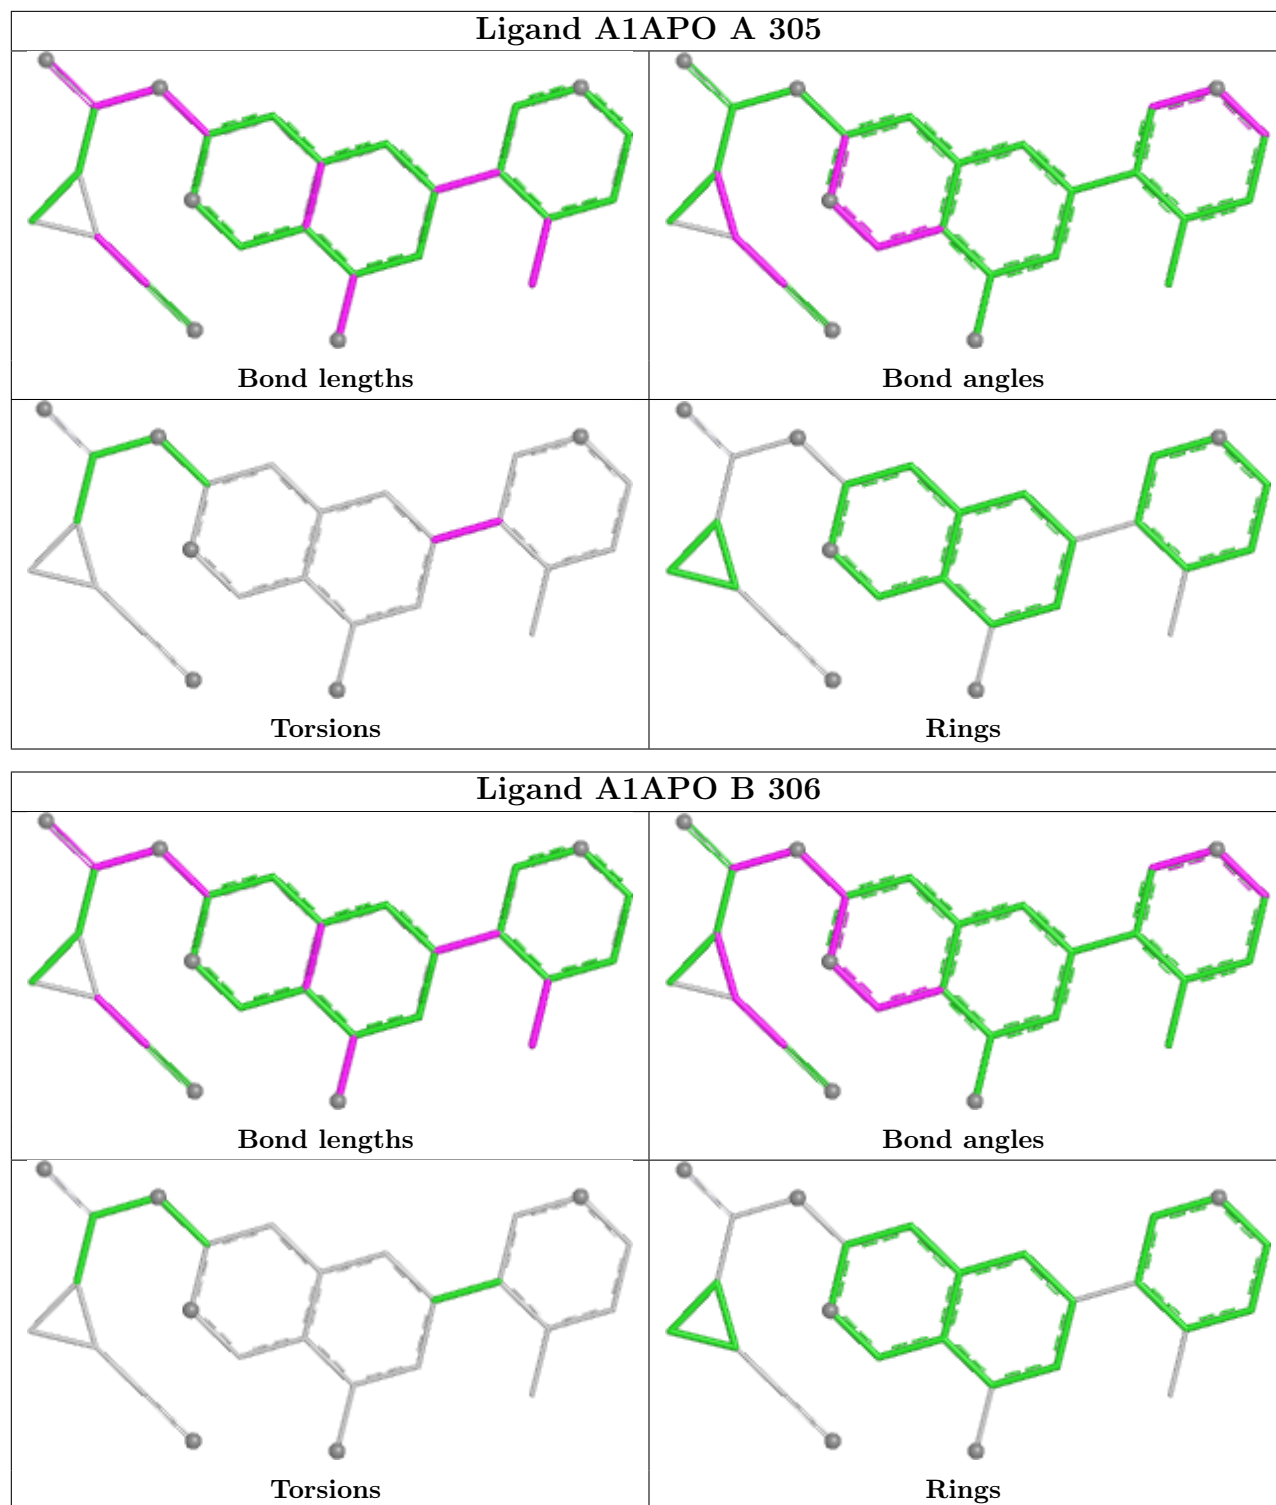 Ligand A1APO A 305
Bond lengths
Bond angles
Torsions
Rings
Ligand A1APO B 306
Bond lengths
Bond angles
Torsions
Rings